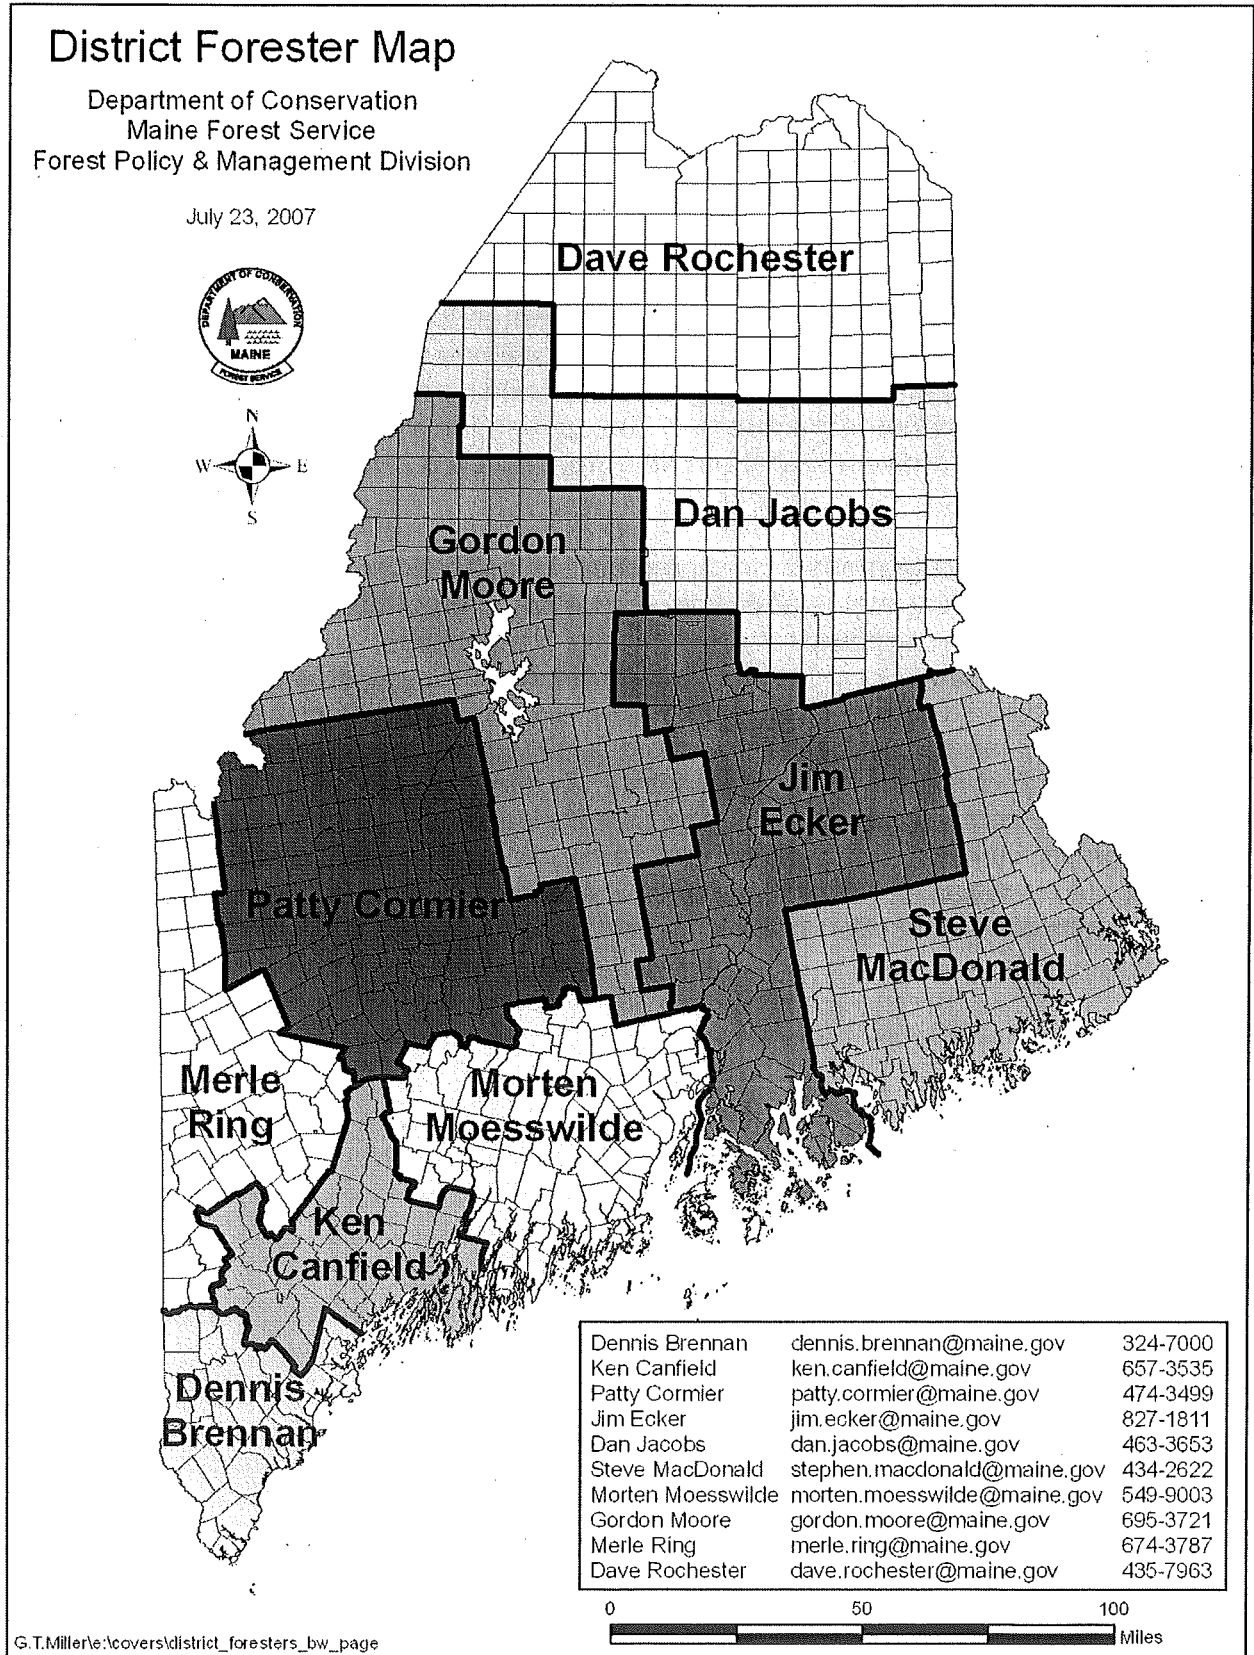 District Forester Map
Department of Conservation
Maine Forest Service
Forest Policy & Management Division
July 23, 2007
DEPARTMENT OF CONSERVATION
MAINE
FOREST SERVICE
N
W E
S
Dave Rochester
Dan Jacobs
Gordon
Moore
Jim
Ecker
Patty Cormier
Steve
MacDonald
Merle
Ring
Morten
Moesswilde
Ken
Canfield
Dennis
Brennan
Dennis Brennan dennis.brennan@maine.gov 324-7000
Ken Canfield ken.canfield@maine.gov 657-3535
Patty Cormier patty.cormier@maine.gov 474-3499
Jim Ecker jim.ecker@maine.gov 827-1811
Dan Jacobs dan.jacobs@maine.gov 463-3653
Steve MacDonald stephen.macdonald@maine.gov 434-2622
Morten Moesswilde morten.moesswilde@maine.gov 549-9003
Gordon Moore gordon.moore@maine.gov 695-3721
Merle Ring merle.ring@maine.gov 674-3787
Dave Rochester dave.rochester@maine.gov 435-7963
0 50 100
Miles
G.T.Miller\e:\covers\district_foresters_bw_page